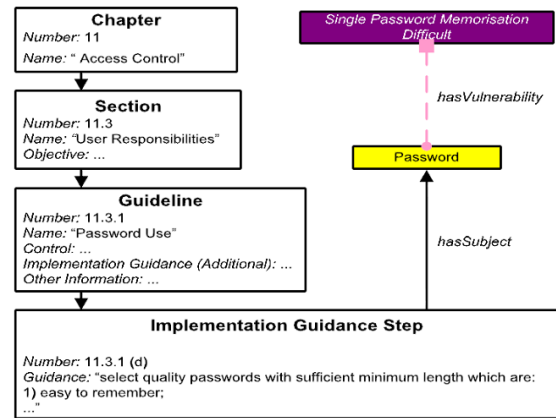 Chapter
Number: 11
Name: “ Access Control”
Section
Number: 11.3
Name: “User Responsibilities”
Objective: ...
Guideline
Number: 11.3.1
Name: “Password Use”
Control: ...
Implementation Guidance (Additional): ...
Other Information: ...
Implementation Guidance Step
Number: 11.3.1 (d)
Guidance: “select quality passwords with sufficient minimum length which are:
1) easy to remember;
...”
Single Password Memorisation
Difficult
hasVulnerability
Password
hasSubject